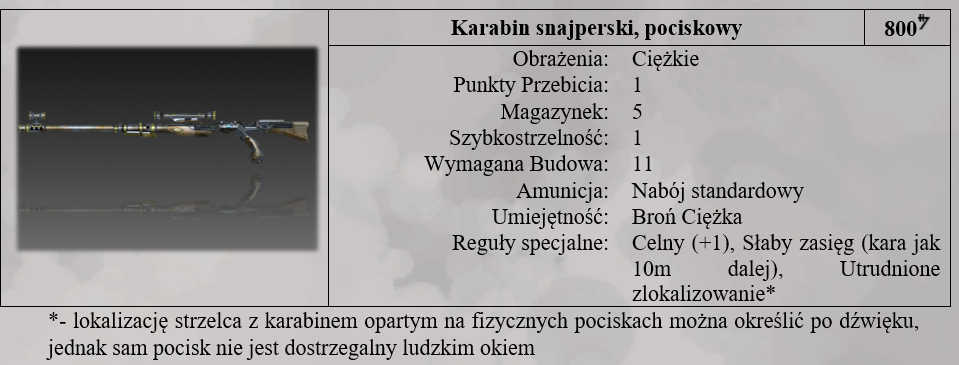 Karabin snajperski, pociskowy 800
Obrażenia: Ciężkie
Punkty Przebicia: 1
Magazynek: 5
Szybkostrzelność: 1
Wymagana Budowa: 11
Amunicja: Nabój standardowy
Umiejętność: Broń Ciężka
Reguły specjalne: Celny (+1), Słaby zasięg (kara jak
10m dalej), Utrudnione
zlokalizowanie*
*- lokalizację strzelca z karabinem opartym na fizycznych pociskach można określić po dźwięku,
jednak sam pocisk nie jest dostrzegalny ludzkim okiem